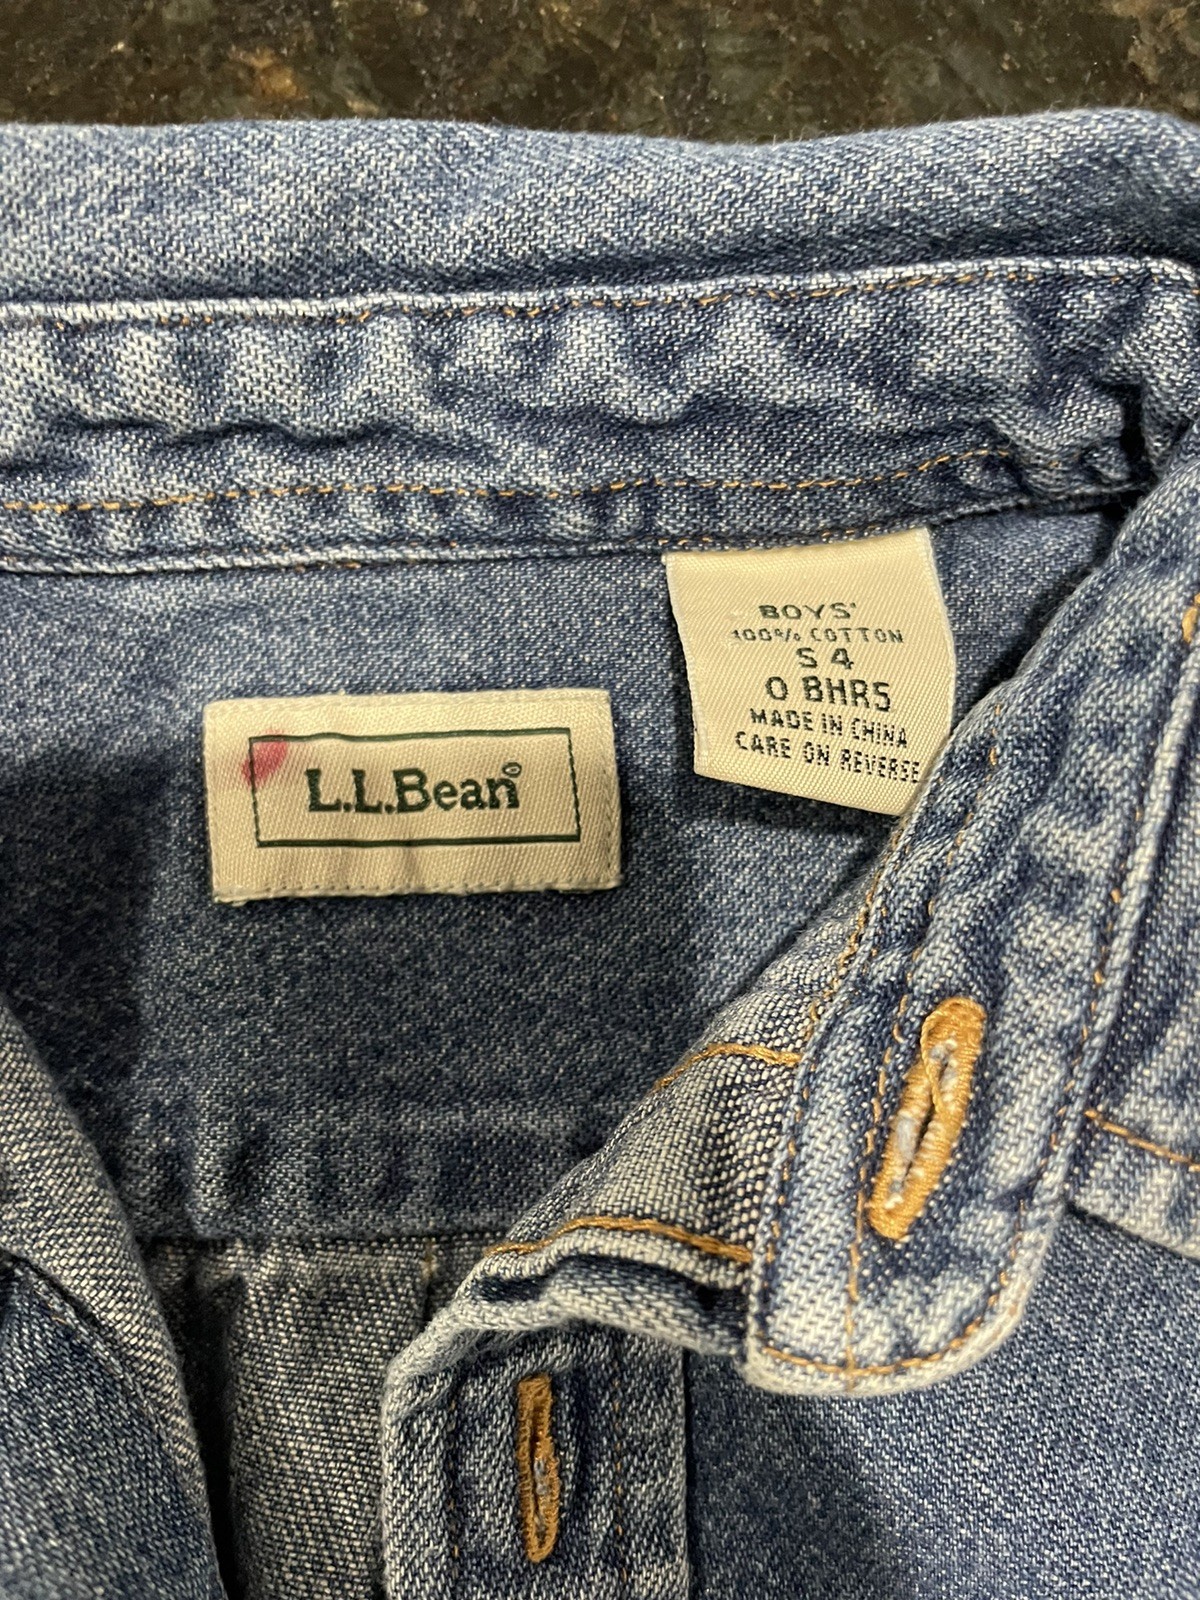 BOYS'
100% COTTON
S 4
0 BHR5
MADE IN CHINA
CARE ON REVERSE
L.L.Bean®